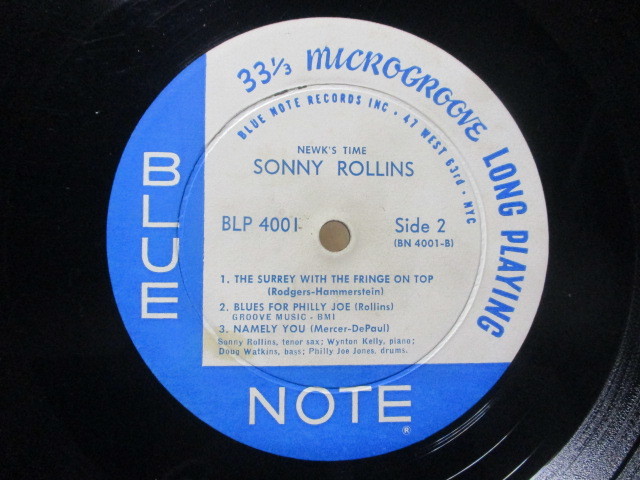 33⅓ MICROGROOVE LONG PLAYING
BLUE NOTE RECORDS INC • 47 WEST 63rd • NYC
NEWK'S TIME
SONNY ROLLINS
BLP 4001
Side 2
(BN 4001-B)
1. THE SURREY WITH THE FRINGE ON TOP
(Rodgers-Hammerstein)
2. BLUES FOR PHILLY JOE (Rollins)
GROOVE MUSIC - BMI
3. NAMELY YOU (Mercer-DePaul)
Sonny Rollins, tenor sax; Wynton Kelly, piano;
Doug Watkins, bass; Philly Joe Jones, drums.
BLUE
NOTE
®